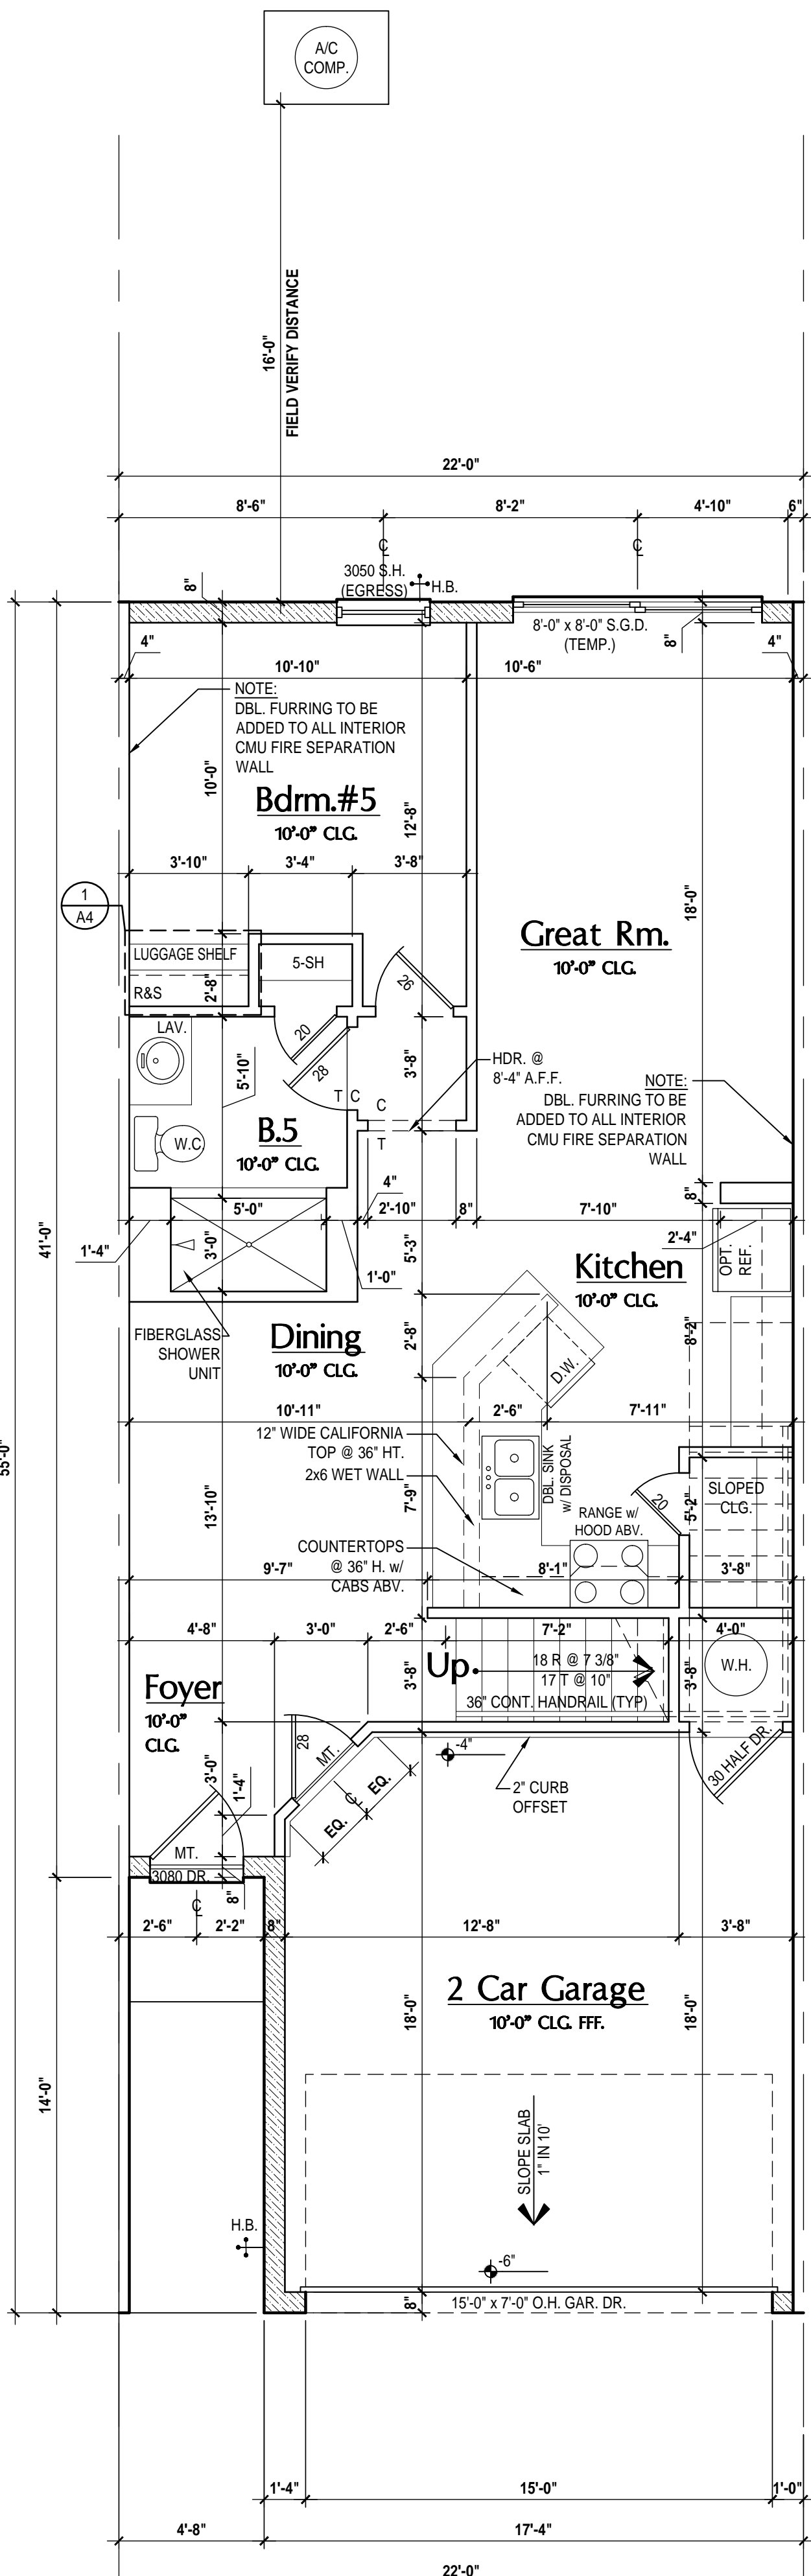 A/C
COMP.
16'-0"
FIELD VERIFY DISTANCE
22'-0"
8'-6"
8'-2"
4'-10"
6"
8"
3050 S.H.
(EGRESS)
H.B.
8'-0" x 8'-0" S.G.D.
(TEMP.)
8"
4"
10'-10"
10'-6"
4"
NOTE:
DBL. FURRING TO BE
ADDED TO ALL INTERIOR
CMU FIRE SEPARATION
WALL
10'-0"
Bdrm.#5
10'-0" CLG.
12'-8"
3'-10"
3'-4"
3'-8"
1
A4
18'-0"
Great Rm.
10'-0" CLG.
LUGGAGE SHELF
R&S
2'-8"
5-SH
26
20
LAV.
28
5'-10"
3'-8"
HDR. @
8'-4" A.F.F.
T C
C
T
NOTE:
DBL. FURRING TO BE
ADDED TO ALL INTERIOR
CMU FIRE SEPARATION
WALL
W.C
B.5
10'-0" CLG.
8"
4"
5'-0"
2'-10"
8"
7'-10"
2'-4"
1'-4"
3'-0"
1'-0"
5'-3"
41'-0"
OPT.
REF.
Kitchen
10'-0" CLG.
FIBERGLASS
SHOWER
UNIT
Dining
10'-0" CLG.
2'-8"
8'-2"
D.W.
10'-11"
2'-6"
7'-11"
12" WIDE CALIFORNIA
TOP @ 36" HT.
2x6 WET WALL
DBL. SINK
w/ DISPOSAL
55'-0"
13'-10"
7'-9"
5'-2"
20
SLOPED
CLG.
RANGE w/
HOOD ABV.
COUNTERTOPS
@ 36" H. w/
CABS ABV.
9'-7"
8'-1"
3'-8"
4'-8"
3'-0"
2'-6"
7'-2"
4'-0"
3'-8"
Up
18 R @ 7 3/8"
17 T @ 10"
36" CONT. HANDRAIL (TYP)
3'-8"
W.H.
Foyer
10'-0"
CLG.
28
MT.
-4"
30 HALF DR.
3'-0"
1'-4"
EQ.
EQ.
2" CURB
OFFSET
MT.
3080 DR.
8"
2'-6"
2'-2"
8"
12'-8"
3'-8"
2 Car Garage
10'-0" CLG. FFF.
18'-0"
18'-0"
14'-0"
SLOPE SLAB
1" IN 10'
H.B.
-6"
8"
15'-0" x 7'-0" O.H. GAR. DR.
1'-4"
15'-0"
1'-0"
4'-8"
17'-4"
22'-0"